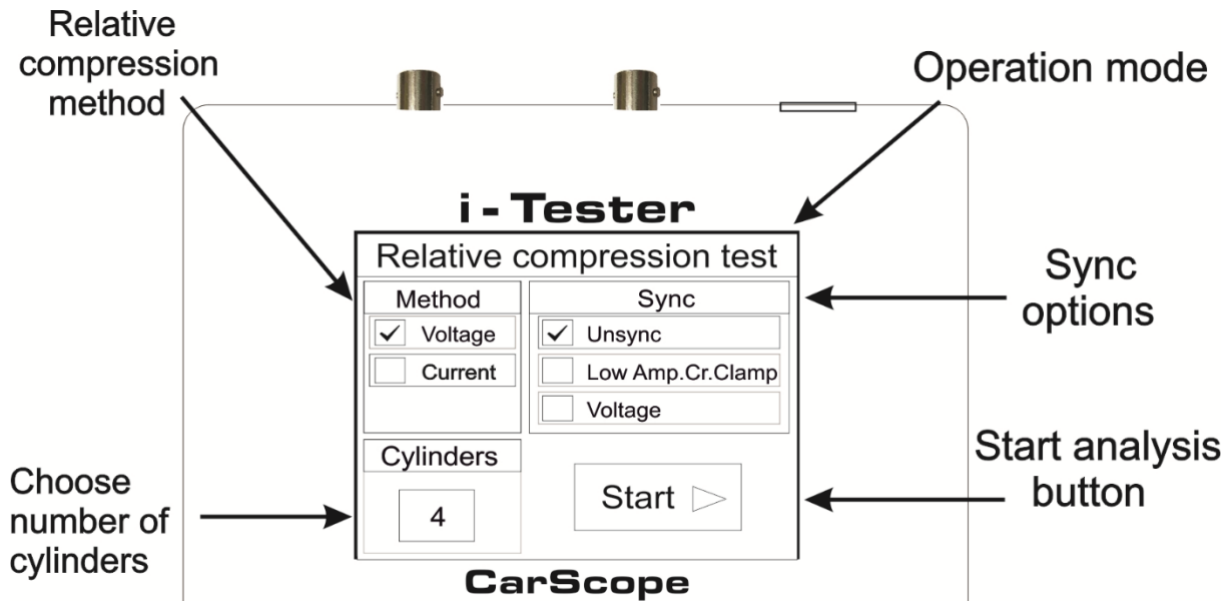 Relative
compression
method
Operation mode
i - Tester
Relative compression test
Method
Sync
Voltage
Unsync
Current
Low Amp.Cr.Clamp
Voltage
Sync
options
Cylinders
4
Start
Choose
number of
cylinders
Start analysis
button
CarScope